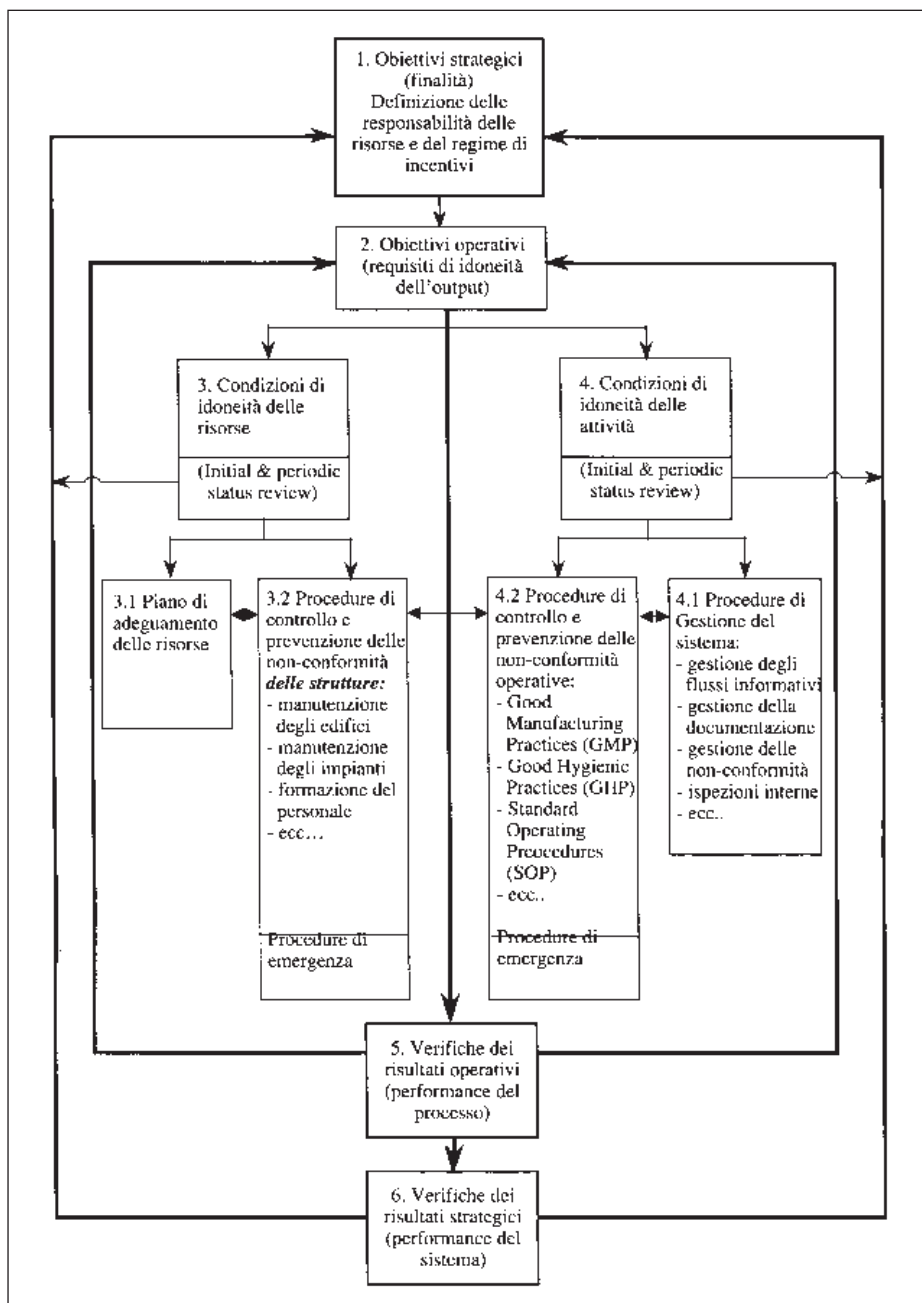 1. Obiettivi strategici
(finalità)
Definizione delle
responsabilità delle
risorse e del regime di
incentivi
2. Obiettivi operativi
(requisiti di idoneità
dell'output)
3. Condizioni di
idoneità delle
risorse
(Initial & periodic
status review)
4. Condizioni di
idoneità delle
attività
(Initial & periodic
status review)
3.1 Piano di
adeguamento
delle risorse
3.2 Procedure di
controllo e
prevenzione delle
non-conformità
delle strutture:
- manutenzione
degli edifici
- manutenzione
degli impianti
- formazione del
personale
- ecc...
Procedure di
emergenza
4.2 Procedure di
controllo e
prevenzione delle
non-conformità
operative:
- Good
Manufacturing
Practices (GMP)
- Good Hygienic
Practices (GHP)
- Standard
Operating
Preocedures
(SOP)
- ecc..
Procedure di
emergenza
4.1 Procedure di
Gestione del
sistema:
- gestione degli
flussi informativi
- gestione della
documentazione
- gestione delle
non-conformità
- ispezioni interne
- ecc..
5. Verifiche dei
risultati operativi
(performance del
processo)
6. Verifiche dei
risultati strategici
(performance del
sistema)